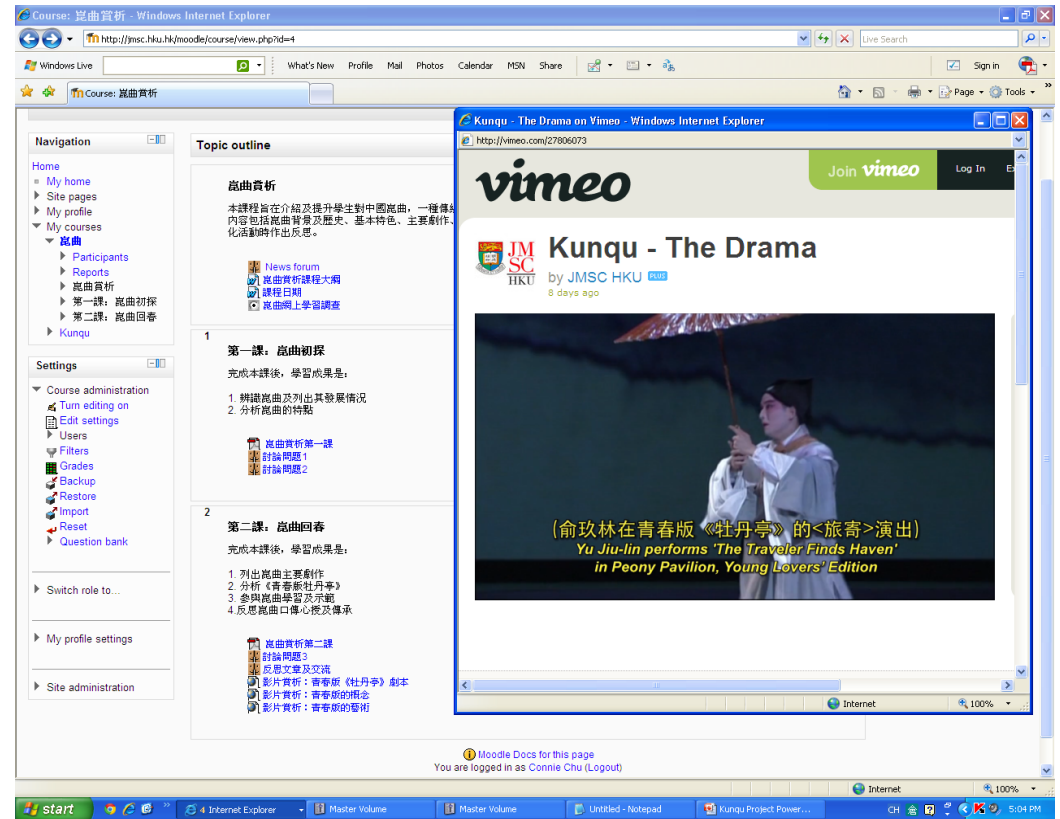 Course: 崑曲賞析 - Windows Internet Explorer
http://jmsc.hku.hk/moodle/course/view.php?id=4
Live Search
Windows Live
What's New Profile Mail Photos Calendar MSN Share
Sign in
Course: 崑曲賞析
Page Tools
Navigation
Home
My home
Site pages
My profile
My courses
崑曲
Participants
Reports
崑曲賞析
第一課：崑曲初探
第二課：崑曲回春
Kunqu
Settings
Course administration
Turn editing on
Edit settings
Users
Filters
Grades
Backup
Restore
Import
Reset
Question bank
Switch role to...
My profile settings
Site administration
Topic outline
崑曲賞析
本課程旨在介紹及提升學生對中國崑曲，一種傳
內容包括崑曲背景及歷史、基本特色、主要劇作、
化活動時作出反思。
News forum
崑曲賞析課程大綱
課程日期
崑曲網上學習調查
1
第一課：崑曲初探
完成本課後，學習成果是：
1. 辨識崑曲及列出其發展情況
2. 分析崑曲的特點
崑曲賞析第一課
討論問題1
討論問題2
2
第二課：崑曲回春
完成本課後，學習成果是：
1. 列出崑曲主要劇作
2. 分析《青春版牡丹亭》
3. 參與崑曲學習及示範
4.反思崑曲口傳心授及傳承
崑曲賞析第二課
討論問題3
反思文章及交流
影片賞析：青春版《牡丹亭》劇本
影片賞析：青春版的概念
影片賞析：青春版的藝術
Moodle Docs for this page
You are logged in as Connie Chu (Logout)
Kunqu - The Drama on Vimeo - Windows Internet Explorer
http://vimeo.com/27806073
vimeo
Join vimeo
Log In
JMSC HKU
Kunqu - The Drama
by JMSC HKU PLUS
8 days ago
(俞玖林在青春版《牡丹亭》的<旅寄>演出)
Yu Jiu-lin performs 'The Traveler Finds Haven'
in Peony Pavilion, Young Lovers' Edition
Internet 100%
Internet 100%
start
4 Internet Explorer
Master Volume
Master Volume
Untitled - Notepad
Kunqu Project Power...
CH
5:04 PM